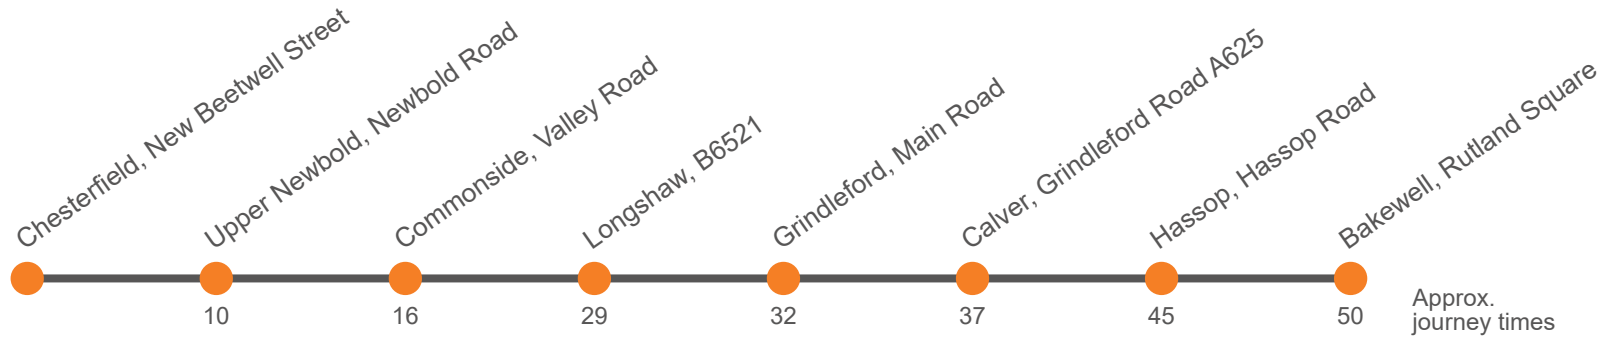 Chesterfield, New Beetwell Street
Upper Newbold, Newbold Road
Commonside, Valley Road
Longshaw, B6521
Grindleford, Main Road
Calver, Grindleford Road A625
Hassop, Hassop Road
Bakewell, Rutland Square
10
16
29
32
37
45
50
Approx.
journey times